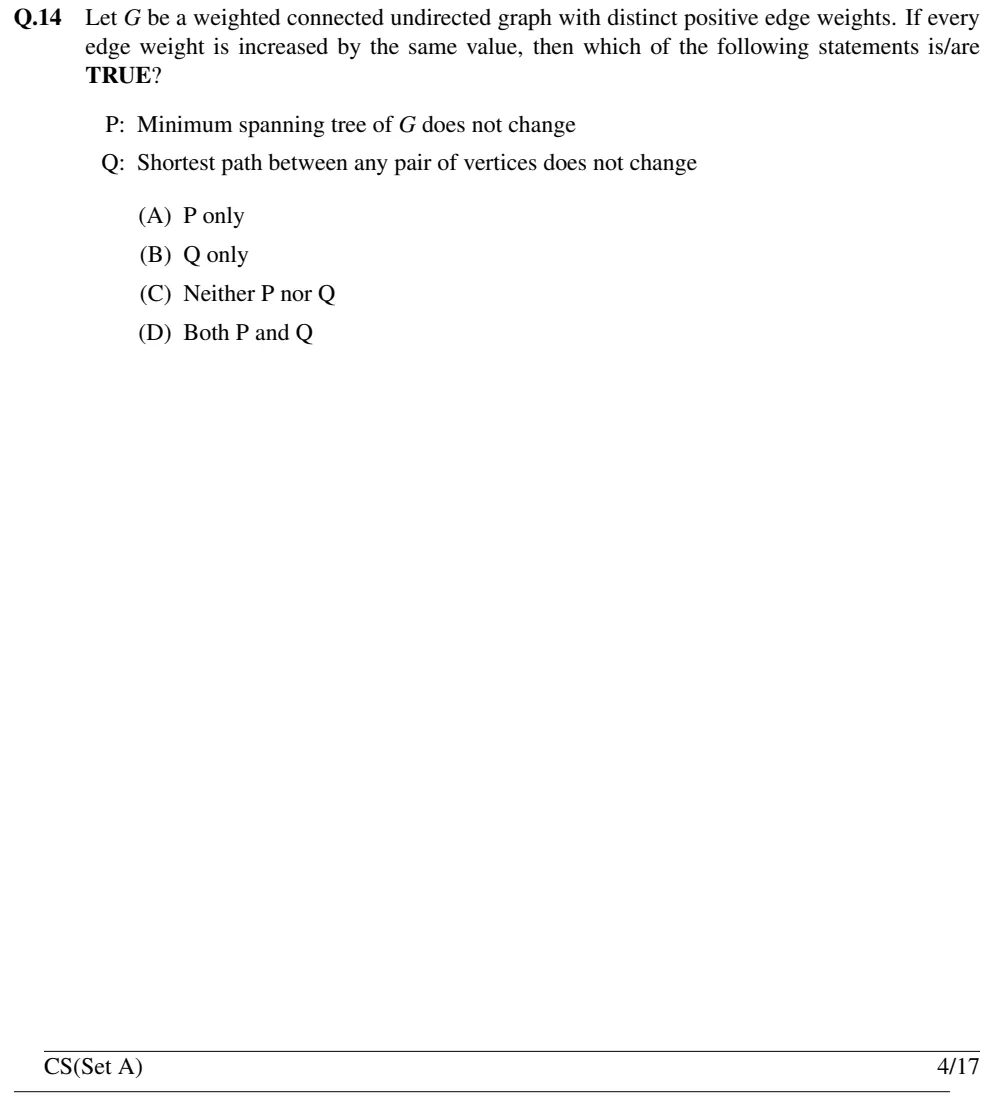 Q.14 Let G be a weighted connected undirected graph with distinct positive edge weights. If every
edge weight is increased by the same value, then which of the following statements is/are
TRUE?
P: Minimum spanning tree of G does not change
Q: Shortest path between any pair of vertices does not change
(A) P only
(B) Q only
(C) Neither P nor Q
(D) Both P and Q
CS(Set A) 4/17